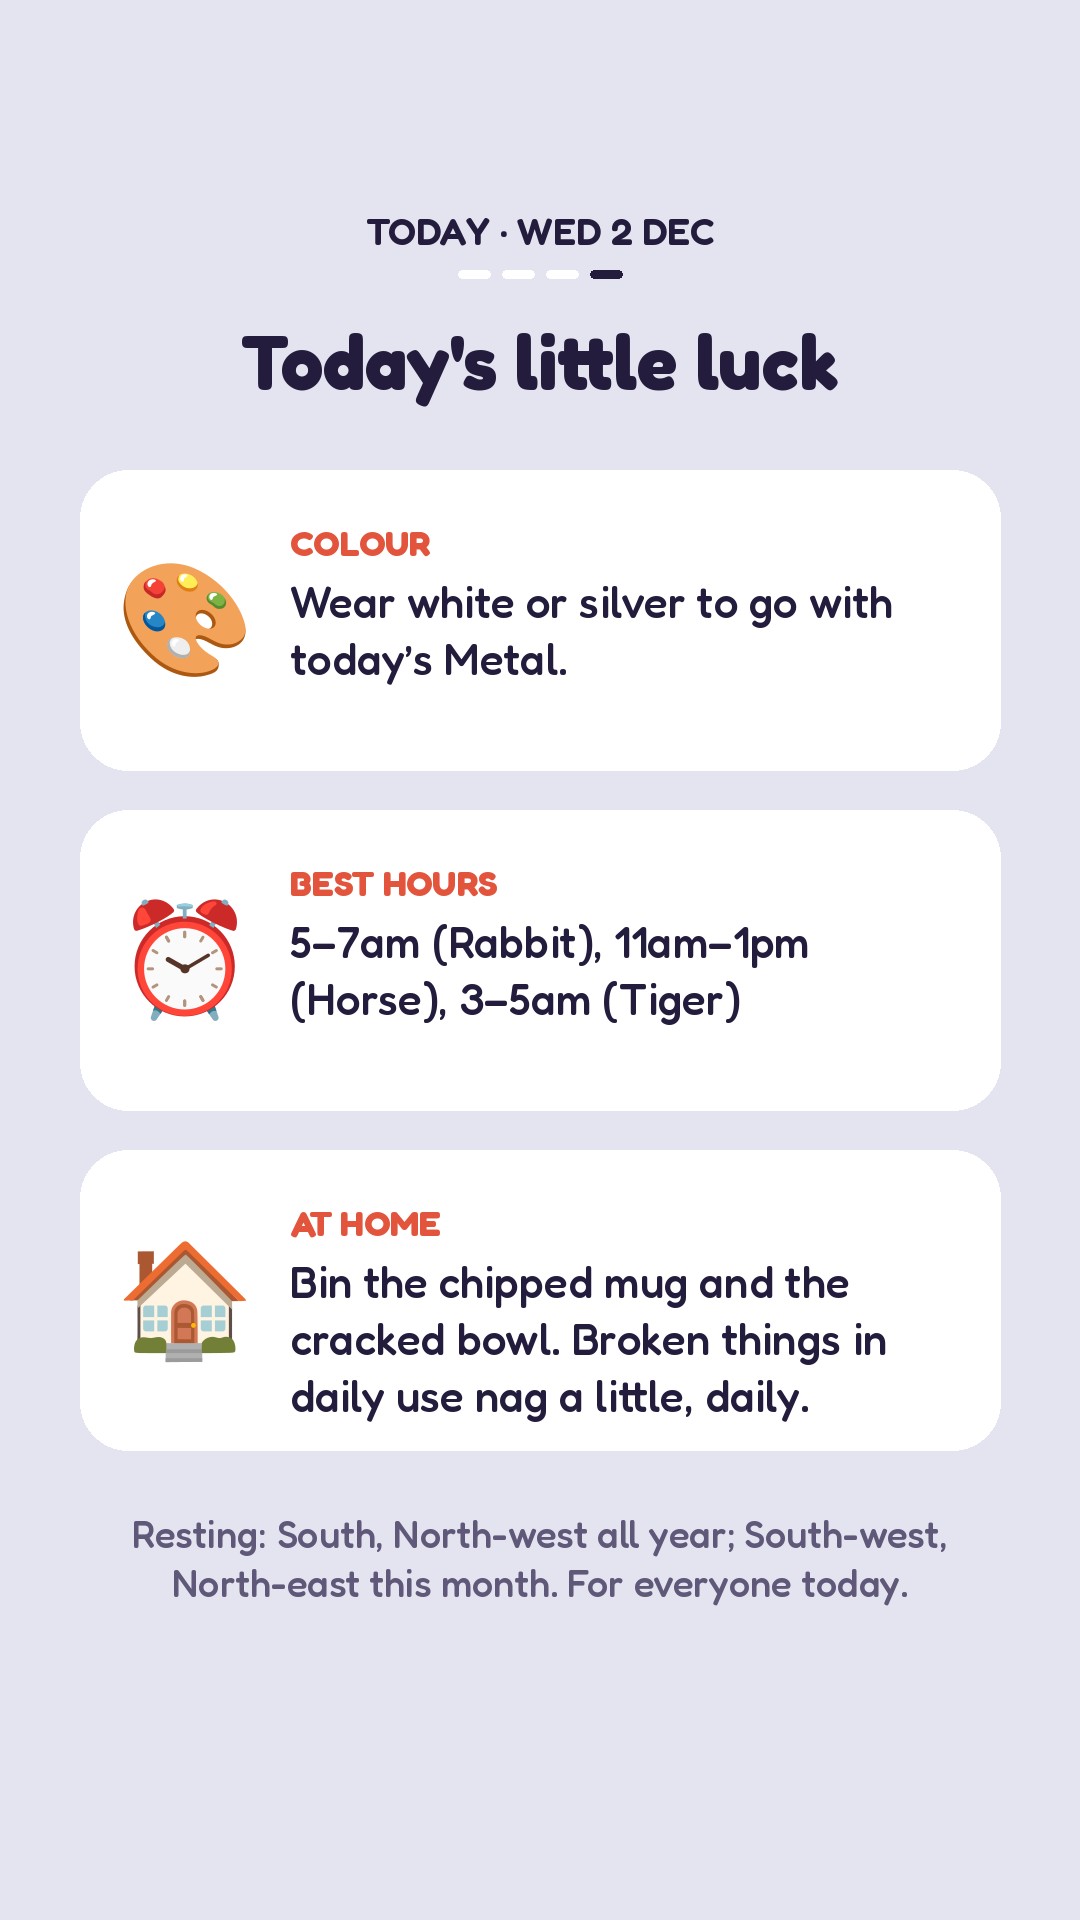 TODAY · WED 2 DEC
Today's little luck
COLOUR
Wear white or silver to go with
today’s Metal.
BEST HOURS
5–7am (Rabbit), 11am–1pm
(Horse), 3–5am (Tiger)
AT HOME
Bin the chipped mug and the
cracked bowl. Broken things in
daily use nag a little, daily.
Resting: South, North-west all year; South-west,
North-east this month. For everyone today.